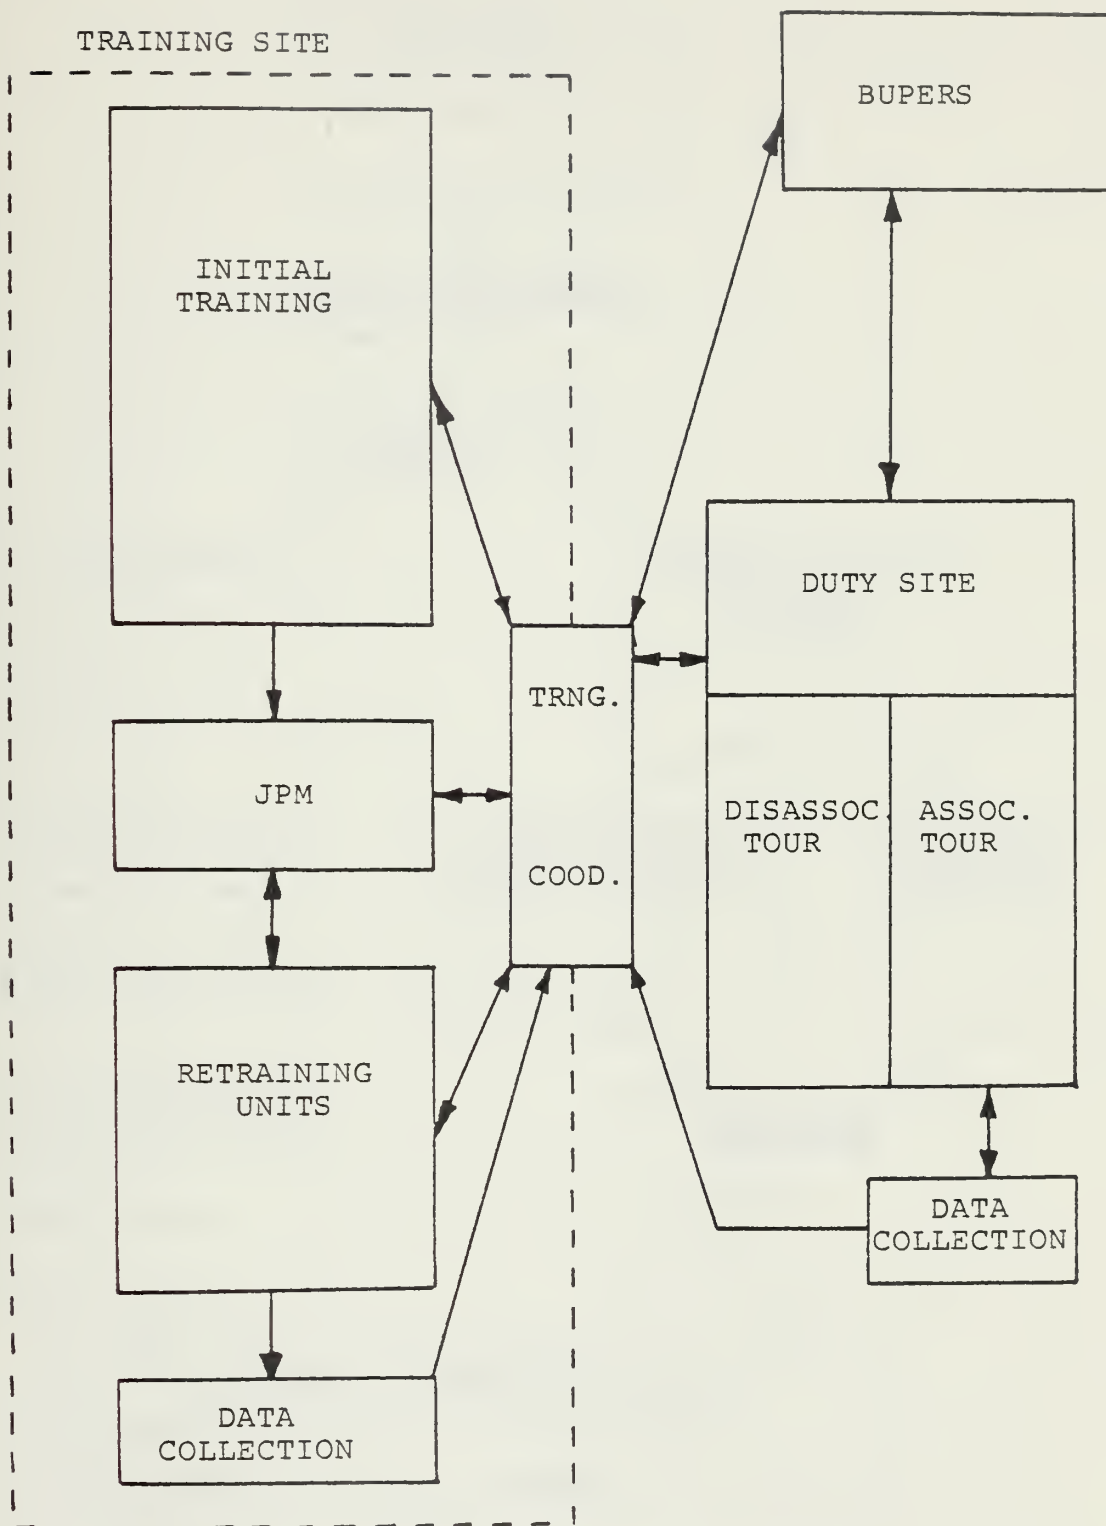 TRAINING SITE
BUPERS
INITIAL
TRAINING
DUTY SITE
TRNG.
COOD.
JPM
DISASSOC.
TOUR
ASSOC.
TOUR
RETRAINING
UNITS
DATA
COLLECTION
DATA
COLLECTION